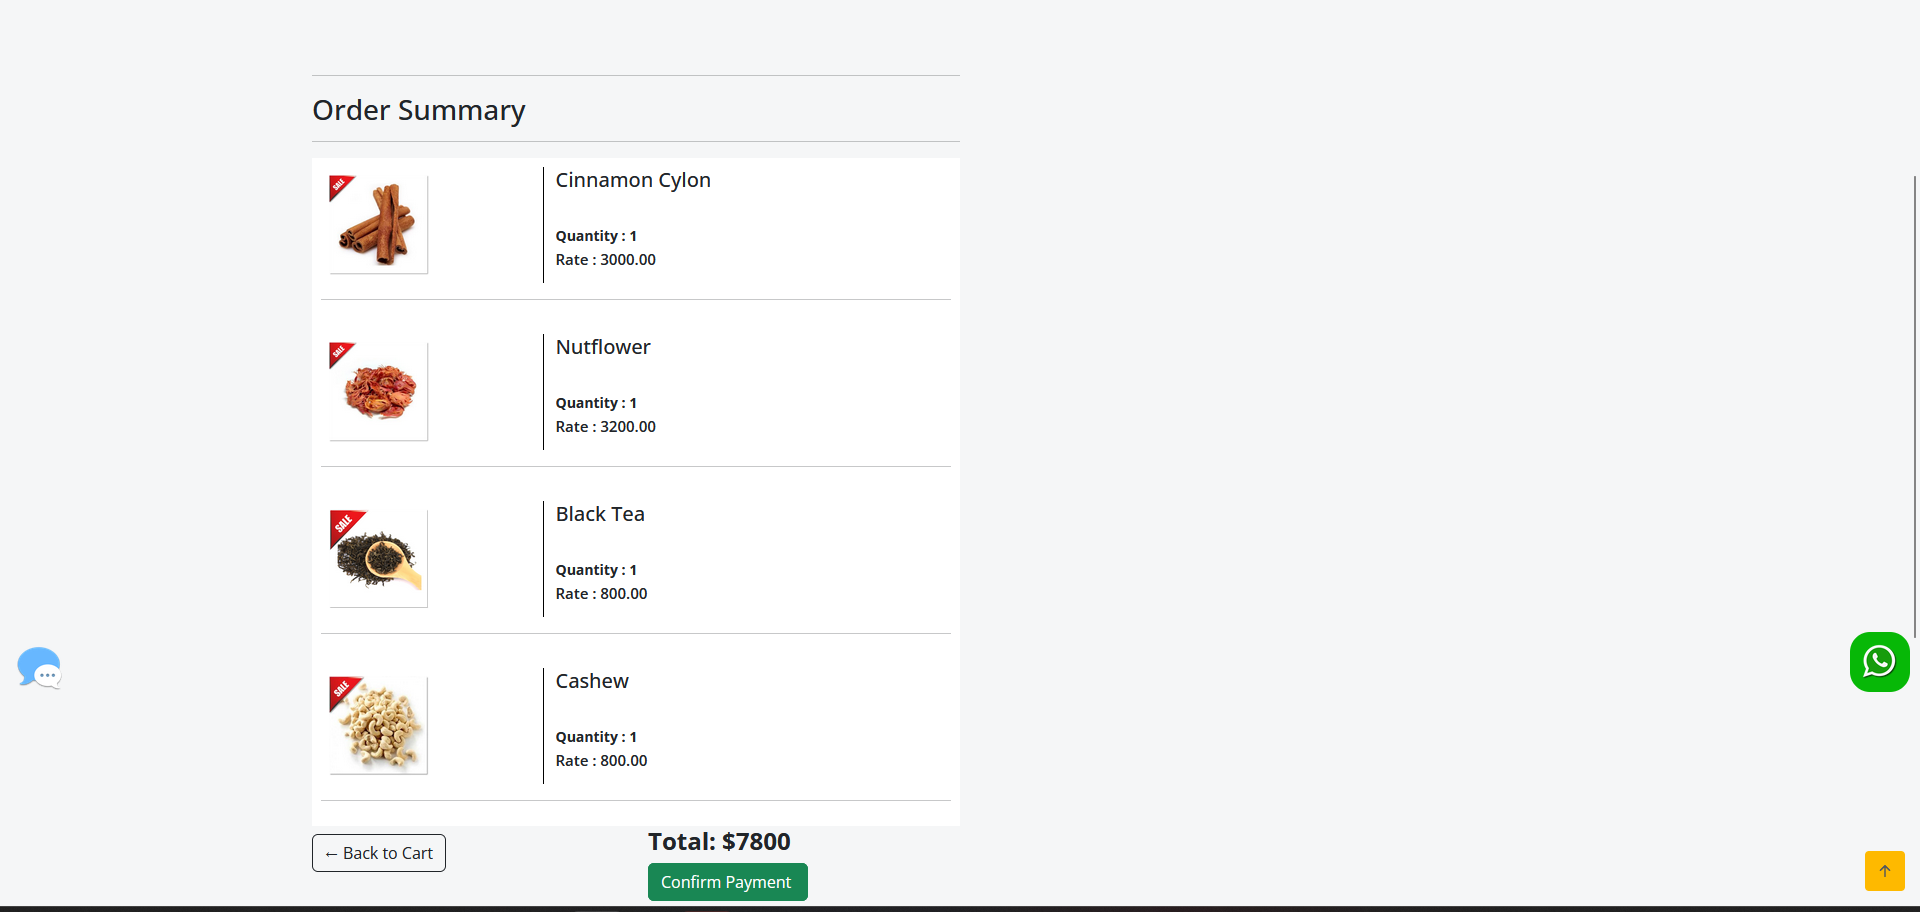 Order Summary
SALE
Cinnamon Cylon
Quantity : 1
Rate : 3000.00
SALE
Nutflower
Quantity : 1
Rate : 3200.00
SALE
Black Tea
Quantity : 1
Rate : 800.00
SALE
Cashew
Quantity : 1
Rate : 800.00
← Back to Cart
Total: $7800
Confirm Payment